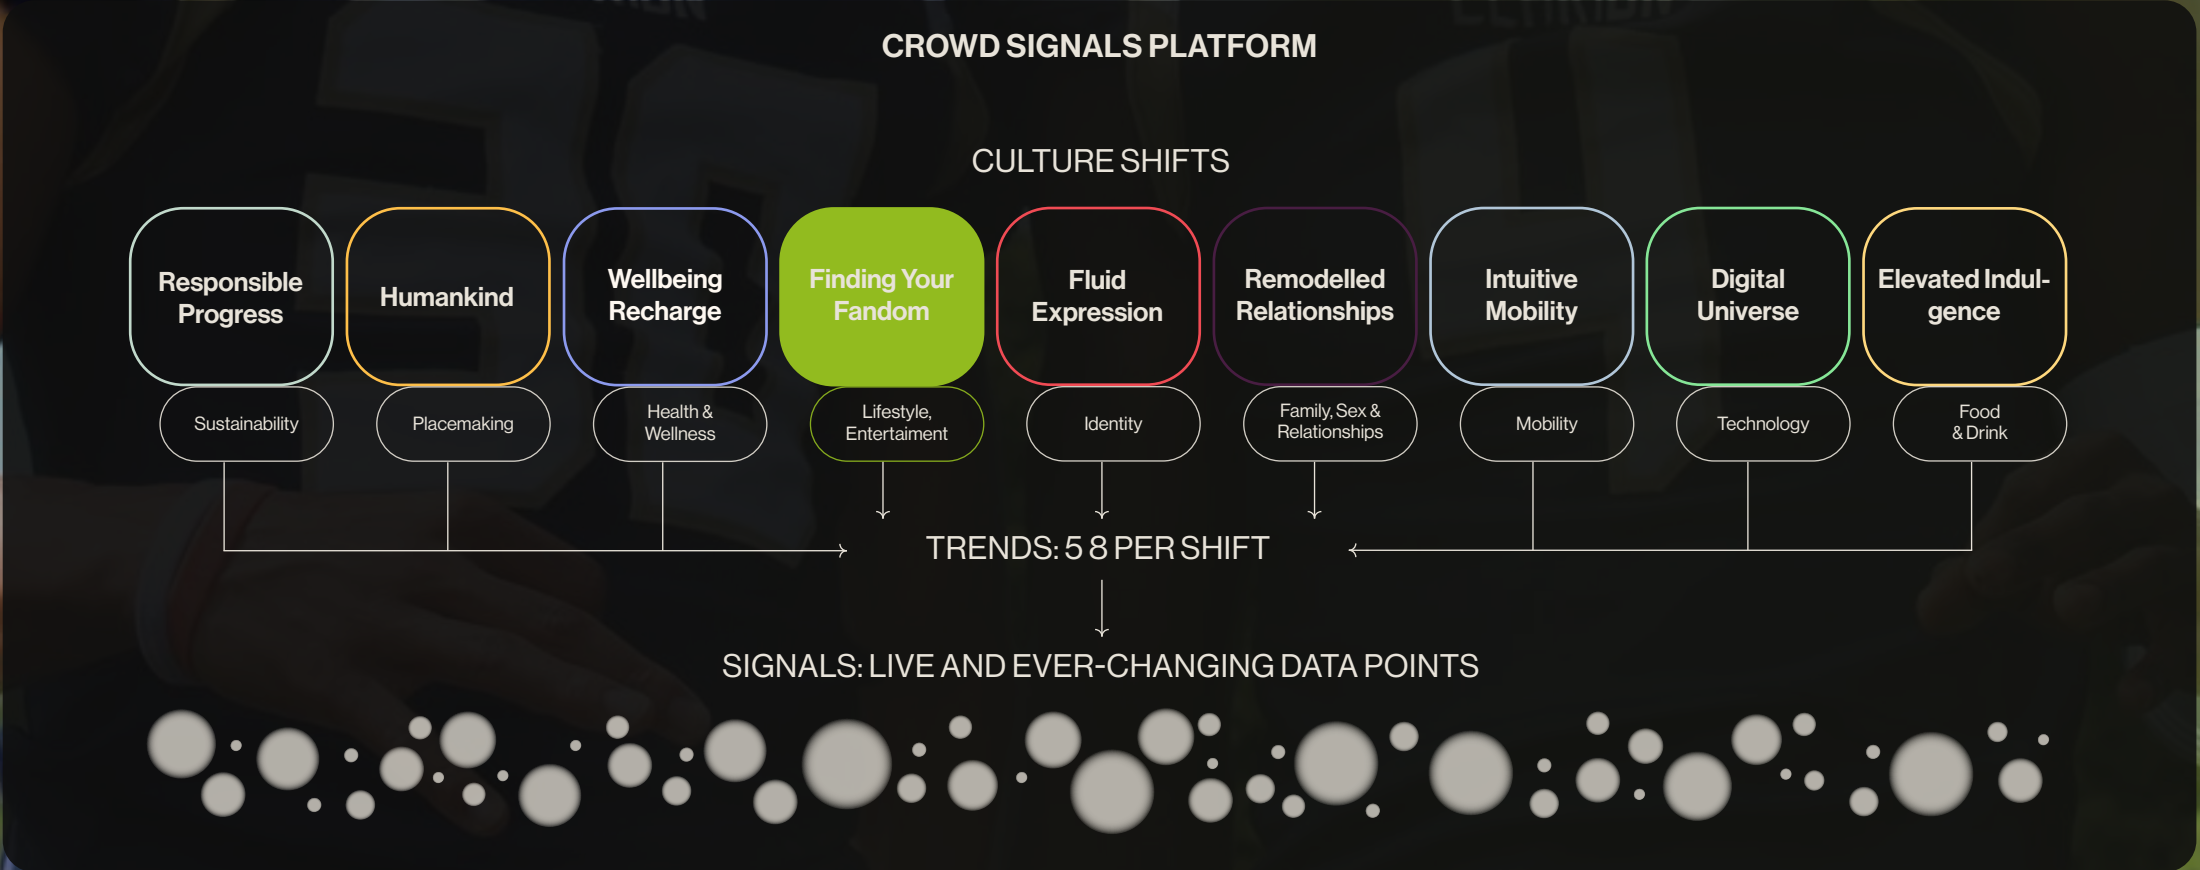 CROWD SIGNALS PLATFORM
CULTURE SHIFTS
Responsible
Progress
Humankind
Wellbeing
Recharge
Finding Your
Fandom
Fluid
Expression
Remodelled
Relationships
Intuitive
Mobility
Digital
Universe
Elevated Indul-
gence
Sustainability
Placemaking
Health &
Wellness
Lifestyle,
Entertaiment
Identity
Family, Sex &
Relationships
Mobility
Technology
Food
& Drink
TRENDS: 5 8 PER SHIFT
SIGNALS: LIVE AND EVER-CHANGING DATA POINTS